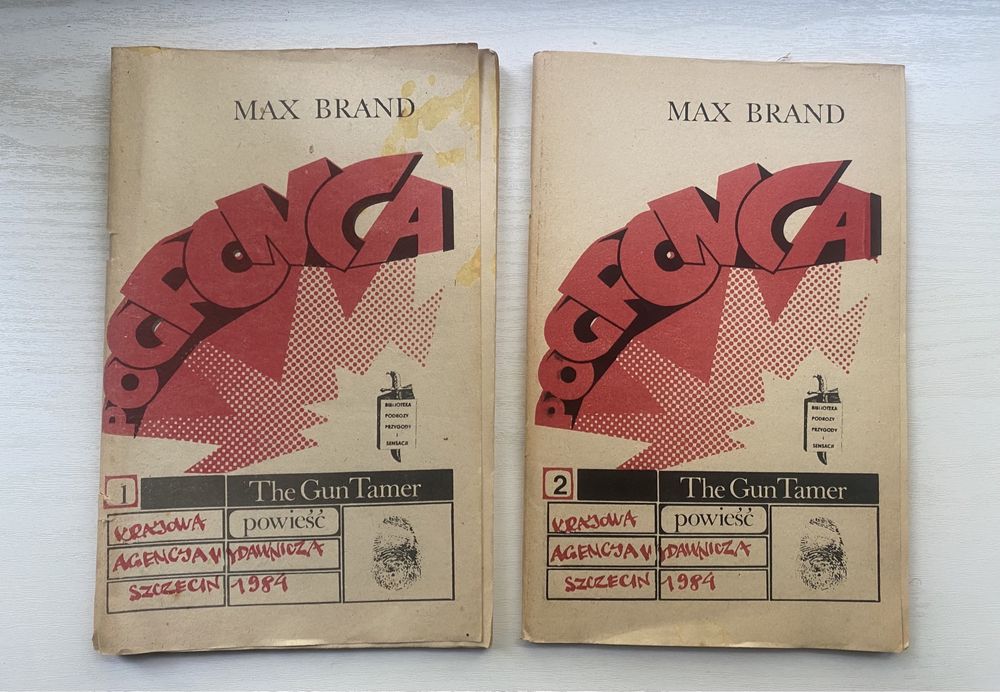 MAX BRAND
POGROMCA
BIBLIOTEKA
PODRÓŻY
PRZYGODY
I
SENSACJI
1
The Gun Tamer
KRAJOWA
powieść
AGENCJA WYDAWNICZA
SZCZECIN 1984
MAX BRAND
POGROMCA
BIBLIOTEKA
PODRÓŻY
PRZYGODY
I
SENSACJI
2
The Gun Tamer
KRAJOWA
powieść
AGENCJA WYDAWNICZA
SZCZECIN 1984